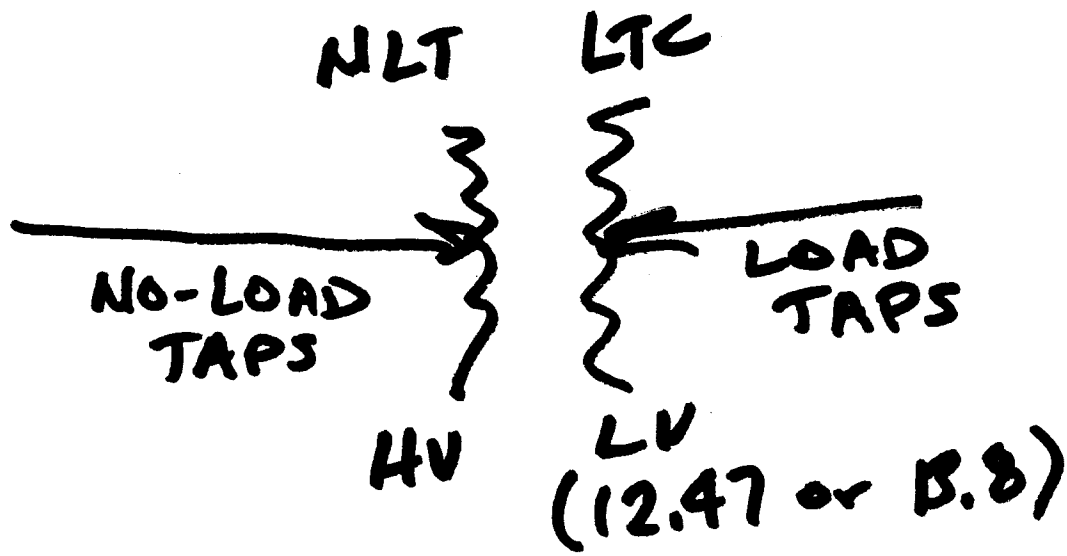 NLT LTC
NO-LOAD
TAPS
LOAD
TAPS
HV
LV
(12.47 or 13.8)